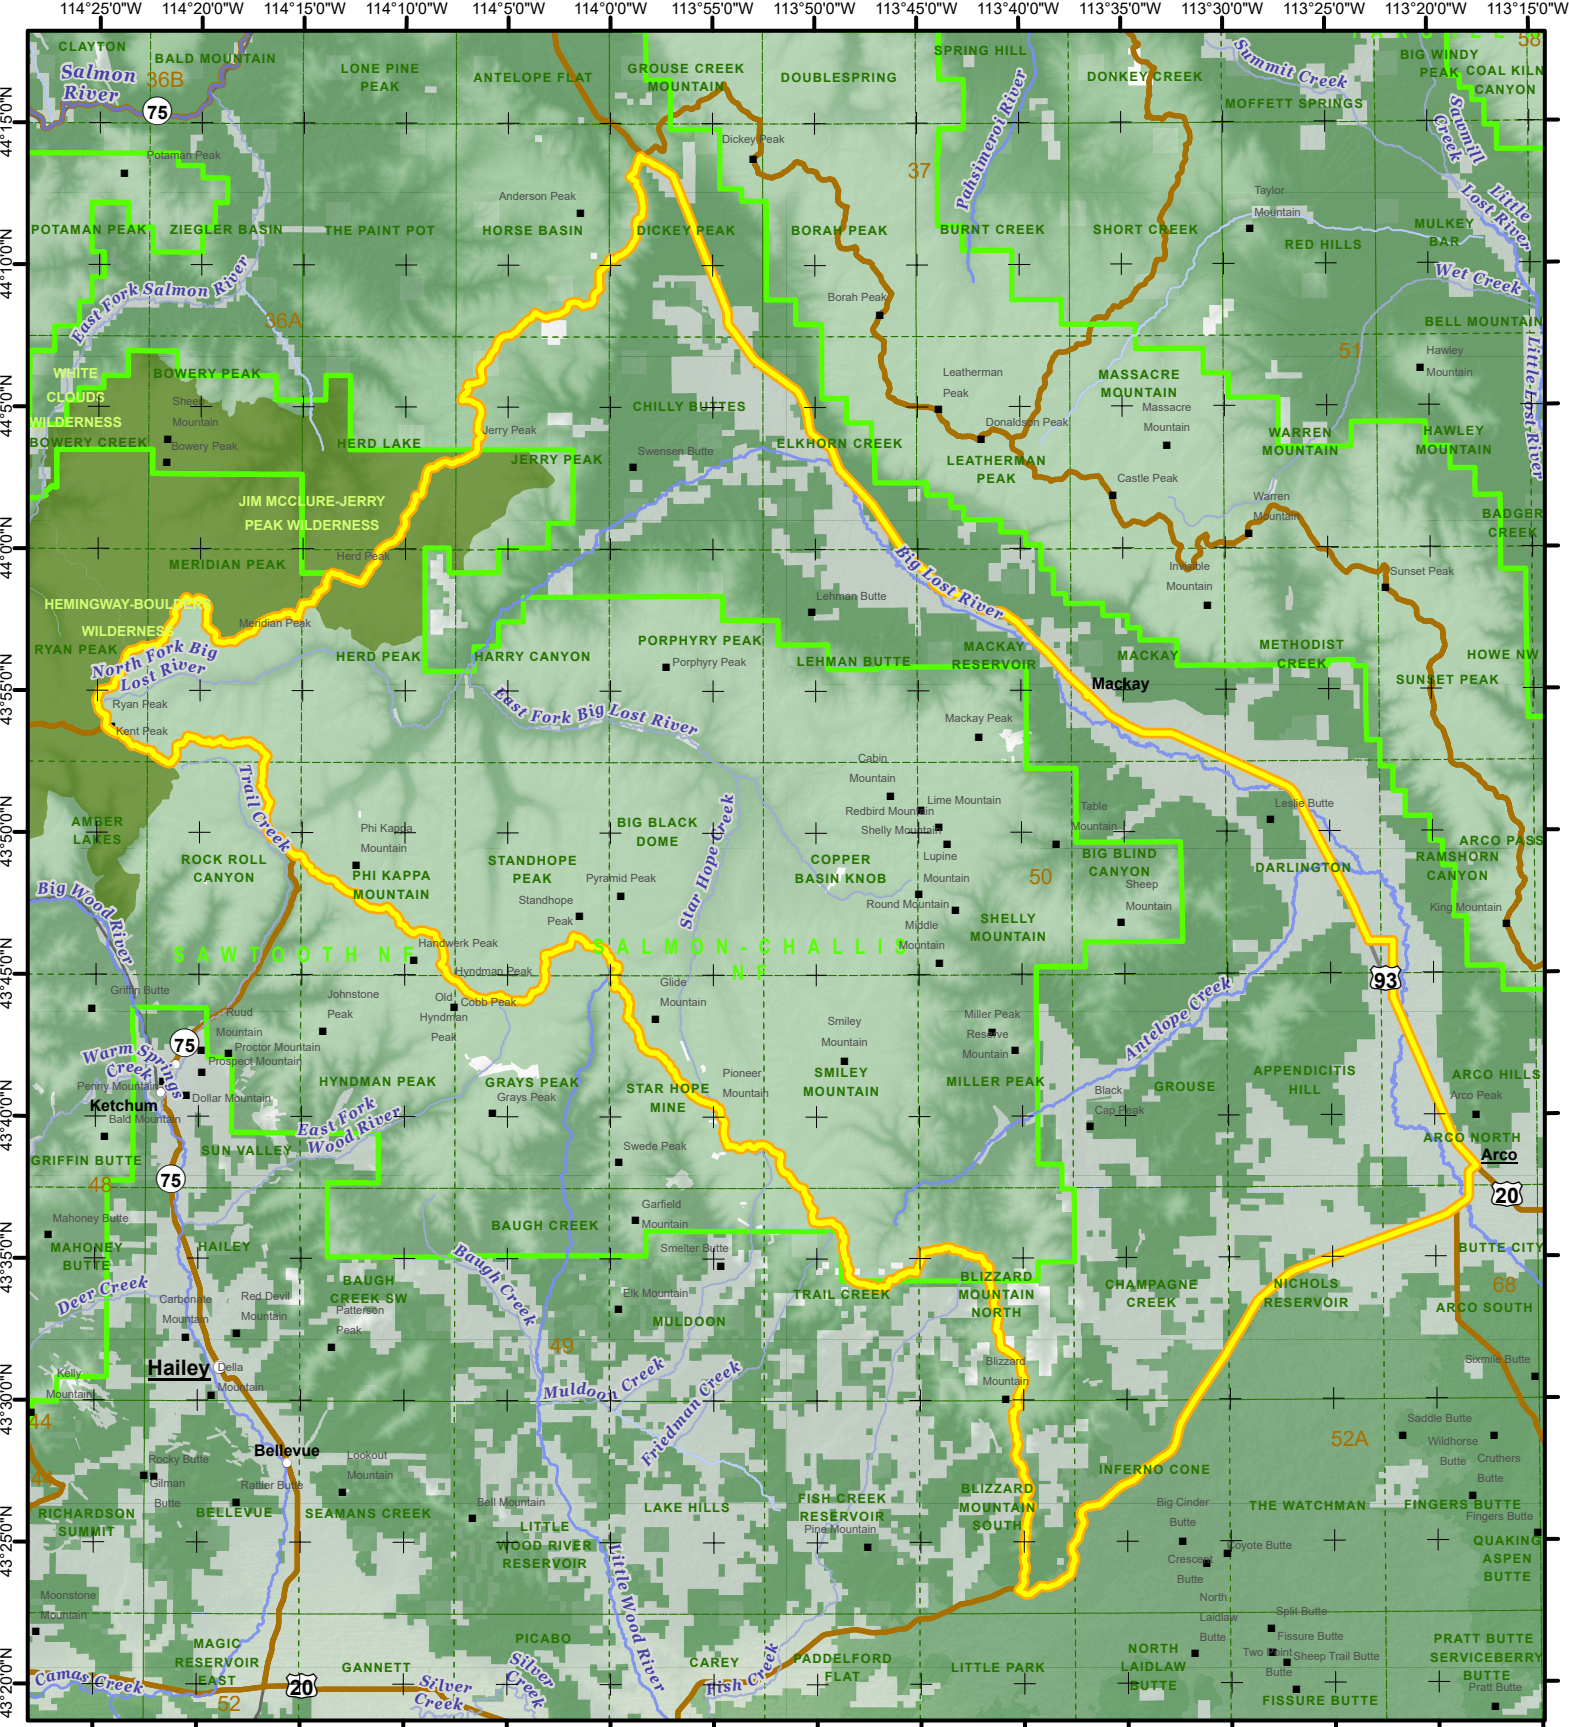 114°25'0"W 114°20'0"W 114°15'0"W 114°10'0"W 114°5'0"W 114°0'0"W 113°55'0"W 113°50'0"W 113°45'0"W 113°40'0"W 113°35'0"W 113°30'0"W 113°25'0"W 113°20'0"W 113°15'0"W
44°15'0"N
44°10'0"N
44°5'0"N
44°0'0"N
43°55'0"N
43°50'0"N
43°45'0"N
43°40'0"N
43°35'0"N
43°30'0"N
43°25'0"N
43°20'0"N
CLAYTON
BALD MOUNTAIN
LONE PINE
PEAK
ANTELOPE FLAT
GROUSE CREEK
MOUNTAIN
DOUBLESPRING
SPRING HILL
DONKEY CREEK
Summit Creek
MOFFETT SPRINGS
BIG WINDY
PEAK
COAL KILN
CANYON
58
Salmon
River
36B
75
Potaman Peak
Dickey Peak
37
Pahsimeroi River
Sawmill
Creek
Little
Lost River
Anderson Peak
Taylor
Mountain
POTAMAN PEAK
ZIEGLER BASIN
THE PAINT POT
HORSE BASIN
DICKEY PEAK
BORAH PEAK
BURNT CREEK
SHORT CREEK
RED HILLS
MULKEY
BAR
Wet Creek
East Fork Salmon River
36A
Borah Peak
51
BELL MOUNTAIN
Hawley
Mountain
Little Lost River
WHITE
CLOUDS
WILDERNESS
BOWERY PEAK
Sheep
Mountain
BOWERY CREEK
Bowery Peak
HERD LAKE
Jerry Peak
JERRY PEAK
CHILLY BUTTES
Swensen Butte
ELKHORN CREEK
Leatherman
Peak
Donaldson Peak
LEATHERMAN
PEAK
MASSACRE
MOUNTAIN
Massacre
Mountain
WARREN
MOUNTAIN
HAWLEY
MOUNTAIN
Castle Peak
Warren
Mountain
BADGER
CREEK
JIM MCCLURE-JERRY
PEAK WILDERNESS
Herd Peak
MERIDIAN PEAK
Big Lost River
Invisible
Mountain
Sunset Peak
HEMINGWAY-BOULDERS
WILDERNESS
RYAN PEAK
Meridian Peak
Lehman Butte
North Fork Big
Lost River
HERD PEAK
HARRY CANYON
PORPHYRY PEAK
Porphyry Peak
LEHMAN BUTTE
MACKAY
RESERVOIR
MACKAY
METHODIST
CREEK
HOWE NW
SUNSET PEAK
Mackay
Ryan Peak
Kent Peak
East Fork Big Lost River
Mackay Peak
Trail Creek
Cabin
Mountain
Lime Mountain
Redbird Mountain
Shelly Mountain
Table
Mountain
Leslie Butte
AMBER
LAKES
Phi Kappa
Mountain
BIG BLACK
DOME
Star Hope Creek
ARCO PASS
ROCK ROLL
CANYON
PHI KAPPA
MOUNTAIN
STANDHOPE
PEAK
Pyramid Peak
Standhope
Peak
COPPER
BASIN KNOB
Lupine
Mountain
50
BIG BLIND
CANYON
Sheep
Mountain
DARLINGTON
RAMSHORN
CANYON
King Mountain
Big Wood River
Round Mountain
Middle
Mountain
SHELLY
MOUNTAIN
SAWTOOTH NF
SALMON-CHALLIS
NF
Handwerk Peak
Hyndman Peak
Cobb Peak
Old
Hyndman
Peak
Glide
Mountain
93
Griffin Butte
Johnstone
Peak
Antelope Creek
75
Ruud
Mountain
Proctor Mountain
Prospect Mountain
Smiley
Mountain
Miller Peak
Reserve
Mountain
Warm Springs
Creek
Penny Mountain
Dollar Mountain
HYNDMAN PEAK
GRAYS PEAK
Grays Peak
STAR HOPE
MINE
Pioneer
Mountain
SMILEY
MOUNTAIN
MILLER PEAK
Black
Cap Peak
GROUSE
APPENDICITIS
HILL
ARCO HILLS
Arco Peak
Ketchum
Bald Mountain
East Fork
Wood River
GRIFFIN BUTTE
SUN VALLEY
Swede Peak
ARCO NORTH
Arco
48
75
20
Mahoney Butte
MAHONEY
BUTTE
HAILEY
BAUGH CREEK
Garfield
Mountain
Smelter Butte
BUTTE CITY
Deer Creek
BAUGH
CREEK SW
Baugh Creek
Elk Mountain
TRAIL CREEK
BLIZZARD
MOUNTAIN
NORTH
CHAMPAGNE
CREEK
NICHOLS
RESERVOIR
68
ARCO SOUTH
Carbonate
Mountain
Red Devil
Mountain
Patterson
Peak
MULDOON
49
Hailey
Della
Mountain
Kelly
Mountain
Muldoon Creek
Friedman Creek
Blizzard
Mountain
Sixmile Butte
44
Bellevue
Lookout
Mountain
52A
Saddle Butte
Wildhorse
Butte
Cruthers
Butte
44
Rocky Butte
Gilman
Butte
Rattler Butte
RICHARDSON
SUMMIT
BELLEVUE
SEAMANS CREEK
Bell Mountain
LITTLE
WOOD RIVER
RESERVOIR
LAKE HILLS
FISH CREEK
RESERVOIR
Pine Mountain
BLIZZARD
MOUNTAIN
SOUTH
INFERNO CONE
Big Cinder
Butte
THE WATCHMAN
FINGERS BUTTE
Fingers Butte
Coyote Butte
Crescent
Butte
QUAKING
ASPEN
BUTTE
Little Wood River
Moonstone
Mountain
North
Laidlaw
Butte
Split Butte
Fissure Butte
Two Point
Butte
Sheep Trail Butte
MAGIC
RESERVOIR
EAST
GANNETT
PICABO
CAREY
PADDELFORD
FLAT
LITTLE PARK
NORTH
LAIDLAW
BUTTE
FISSURE BUTTE
PRATT BUTTE
SERVICEBERRY
BUTTE
Pratt Butte
Camas Creek
52
20
Silver
Creek
Silver
Creek
Fish Creek